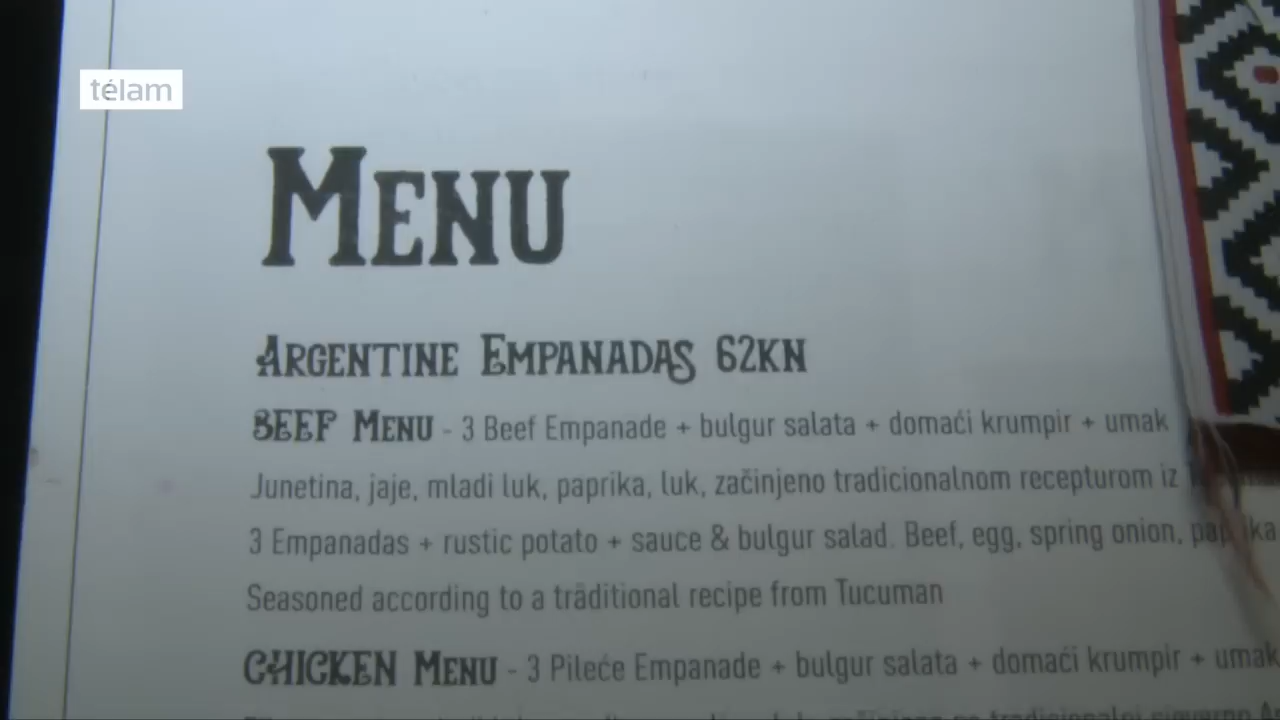 télam
MENU
ARGENTINE EMPANADAS 62KN
BEEF MENU - 3 Beef Empanade + bulgur salata + domaći krumpir + umak
Junetina, jaje, mladi luk, paprika, luk, začinjeno tradicionalnom recepturom iz
3 Empanadas + rustic potato + sauce & bulgur salad. Beef, egg, spring onion, paprika
Seasoned according to a träditional recipe from Tucuman
CHICKEN MENU - 3 Pileće Empanade + bulgur salata + domaći krumpir + umak